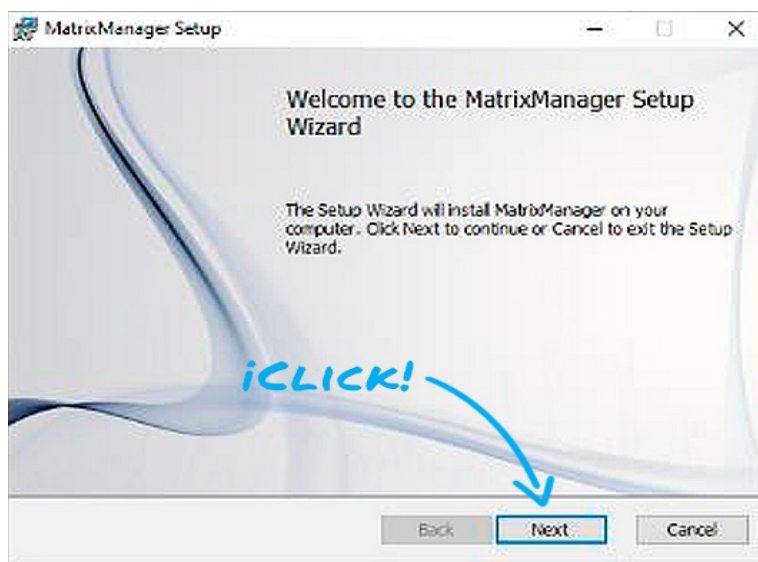 MatrixManager Setup
Welcome to the MatrixManager Setup
Wizard
The Setup Wizard will install MatrixManager on your
computer. Click Next to continue or Cancel to exit the Setup
Wizard.
¡CLICK!
Back Next Cancel